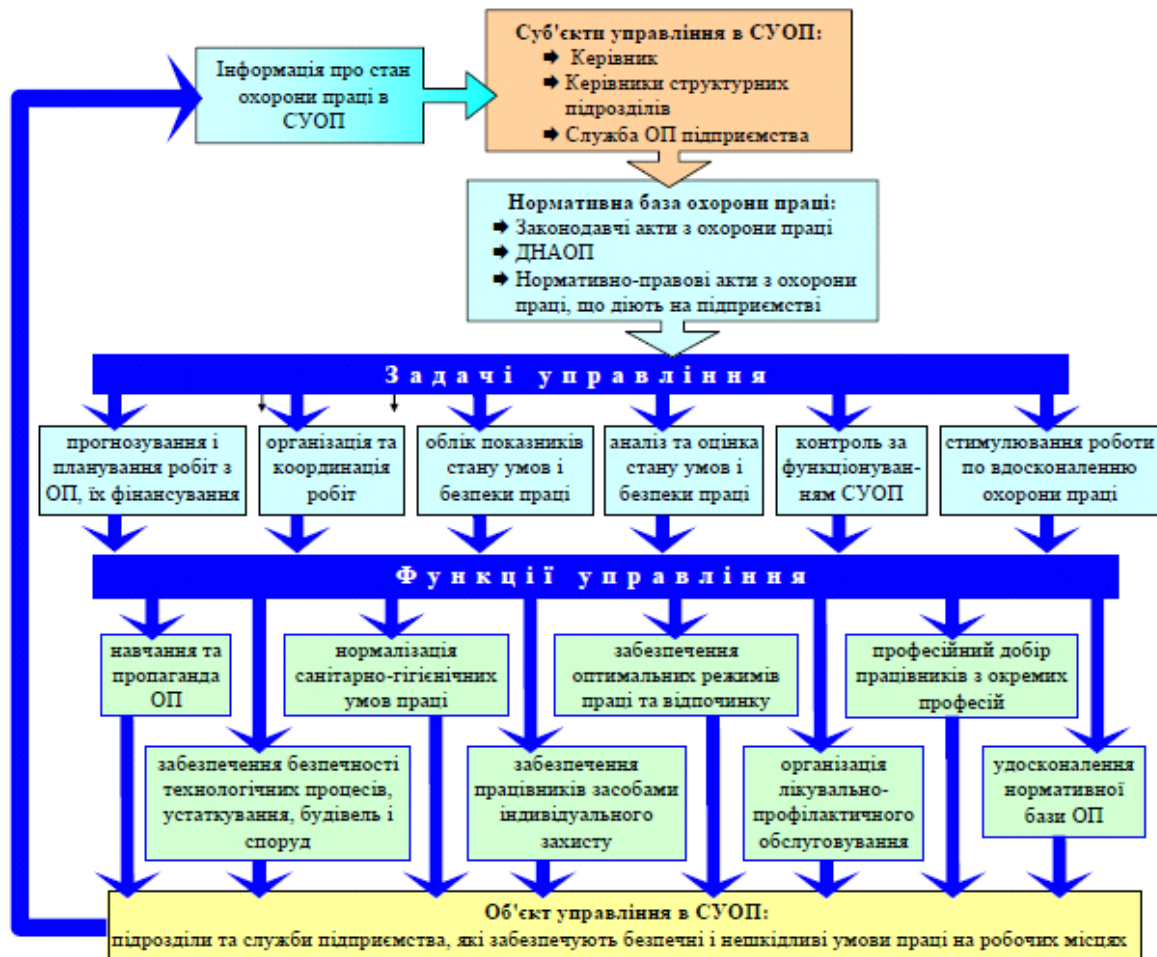 Інформація про стан
охорони праці в
СУОП
Суб'єкти управління в СУОП:
Керівник
Керівники структурних
підрозділів
Служба ОП підприємства
Нормативна база охорони праці:
Законодавчі акти з охорони праці
ДНАОП
Нормативно-правові акти з охорони
праці, що діють на підприємстві
Задачі управління
прогнозування і
планування робіт з
ОП, їх фінансування
організація та
координація
робіт
облік показників
стану умов і
безпеки праці
аналіз та оцінка
стану умов і
безпеки праці
контроль за
функціонуван-
ням СУОП
стимулювання роботи
по вдосконаленню
охорони праці
Функції управління
навчання та
пропаганда
ОП
нормалізація
санітарно-гігієнічних
умов праці
забезпечення
оптимальних режимів
праці та відпочинку
професійний добір
працівників з окремих
професій
забезпечення безпечності
технологічних процесів,
устаткування, будівель і
споруд
забезпечення
працівників засобами
індивідуального
захисту
організація
лікувально-
профілактичного
обслуговування
удосконалення
нормативної
бази ОП
Об'єкт управління в СУОП:
підрозділи та служби підприємства, які забезпечують безпечні і нешкідливі умови праці на робочих місцях